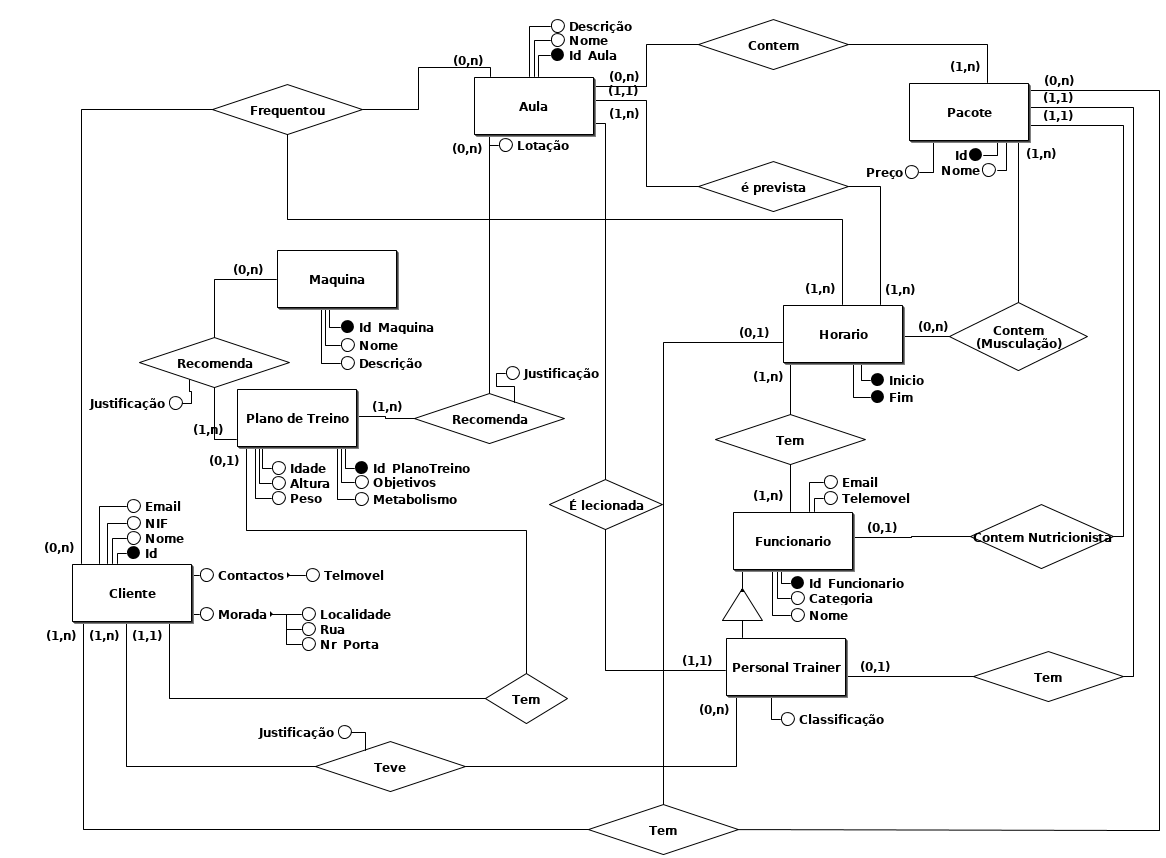 Descrição
Nome
Id Aula
(0,n)
Contem
(0,n)
(1,1)
(1,n)
(1,n)
(0,n)
(1,1)
(1,1)
Frequentou
Aula
Pacote
(0,n)
Lotação
Id
(1,n)
Preço
Nome
é prevista
(0,n)
Maquina
(1,n)
(1,n)
Id Maquina
Nome
Descrição
(0,1)
Horario
(0,n)
Contem
(Musculação)
Recomenda
Justificação
(1,n)
Inicio
Fim
Justificação
(1,n)
Plano de Treino
Recomenda
(1,n)
Tem
(0,1)
Idade
Altura
Peso
Id PlanoTreino
Objetivos
Metabolismo
(1,n)
Email
Telemovel
É lecionada
Email
NIF
Nome
Id
(0,n)
Funcionario
(0,1)
Contem Nutricionista
Cliente
Contactos
Telmovel
Morada
Localidade
Rua
Nr Porta
Id Funcionario
Categoria
Nome
(1,n)
(1,n)
(1,1)
(1,1)
Personal Trainer
(0,1)
Tem
Tem
(0,n)
Classificação
Justificação
Teve
Tem